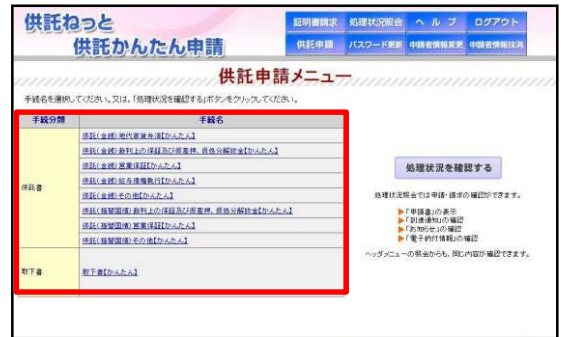 供託ねっと
供託かんたん申請
証明書請求 処理状況照会 ヘルプ ログアウト
供託申請 パスワード更新 申請者情報変更 申請者情報抹消
供託申請メニュー
手続名を選択してください。又は、「処理状況を確認する」ボタンをクリックしてください。
手続分類 手続名
供託書
供託(金銭)地代家賃弁済【かんたん】
供託(金銭)裁判上の保証及び仮差押、仮処分解放金【かんたん】
供託(金銭)営業保証【かんたん】
供託(金銭)給与債権執行【かんたん】
供託(金銭)その他【かんたん】
供託(振替国債)裁判上の保証及び仮差押、仮処分解放金【かんたん】
供託(振替国債)営業保証【かんたん】
供託(振替国債)その他【かんたん】
取下書 取下書【かんたん】
処理状況を確認する
処理状況照会では申請・請求の確認ができます。
▶「申請書」の表示
▶「到達通知」の確認
▶「お知らせ」の確認
▶「電子納付情報」の確認
ヘッダメニューの照会からも、同じ内容が確認できます。